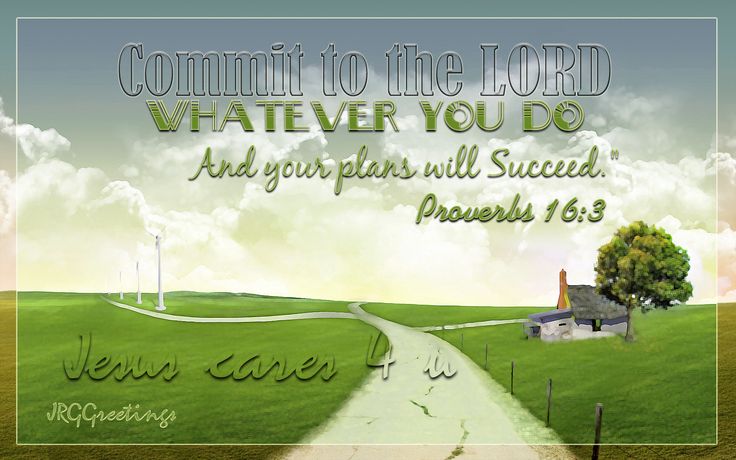 Commit to the LORD
WHATEVER YOU DO
And your plans will Succeed."
Proverbs 16:3
Jesus cares 4 u
JRGGreetings